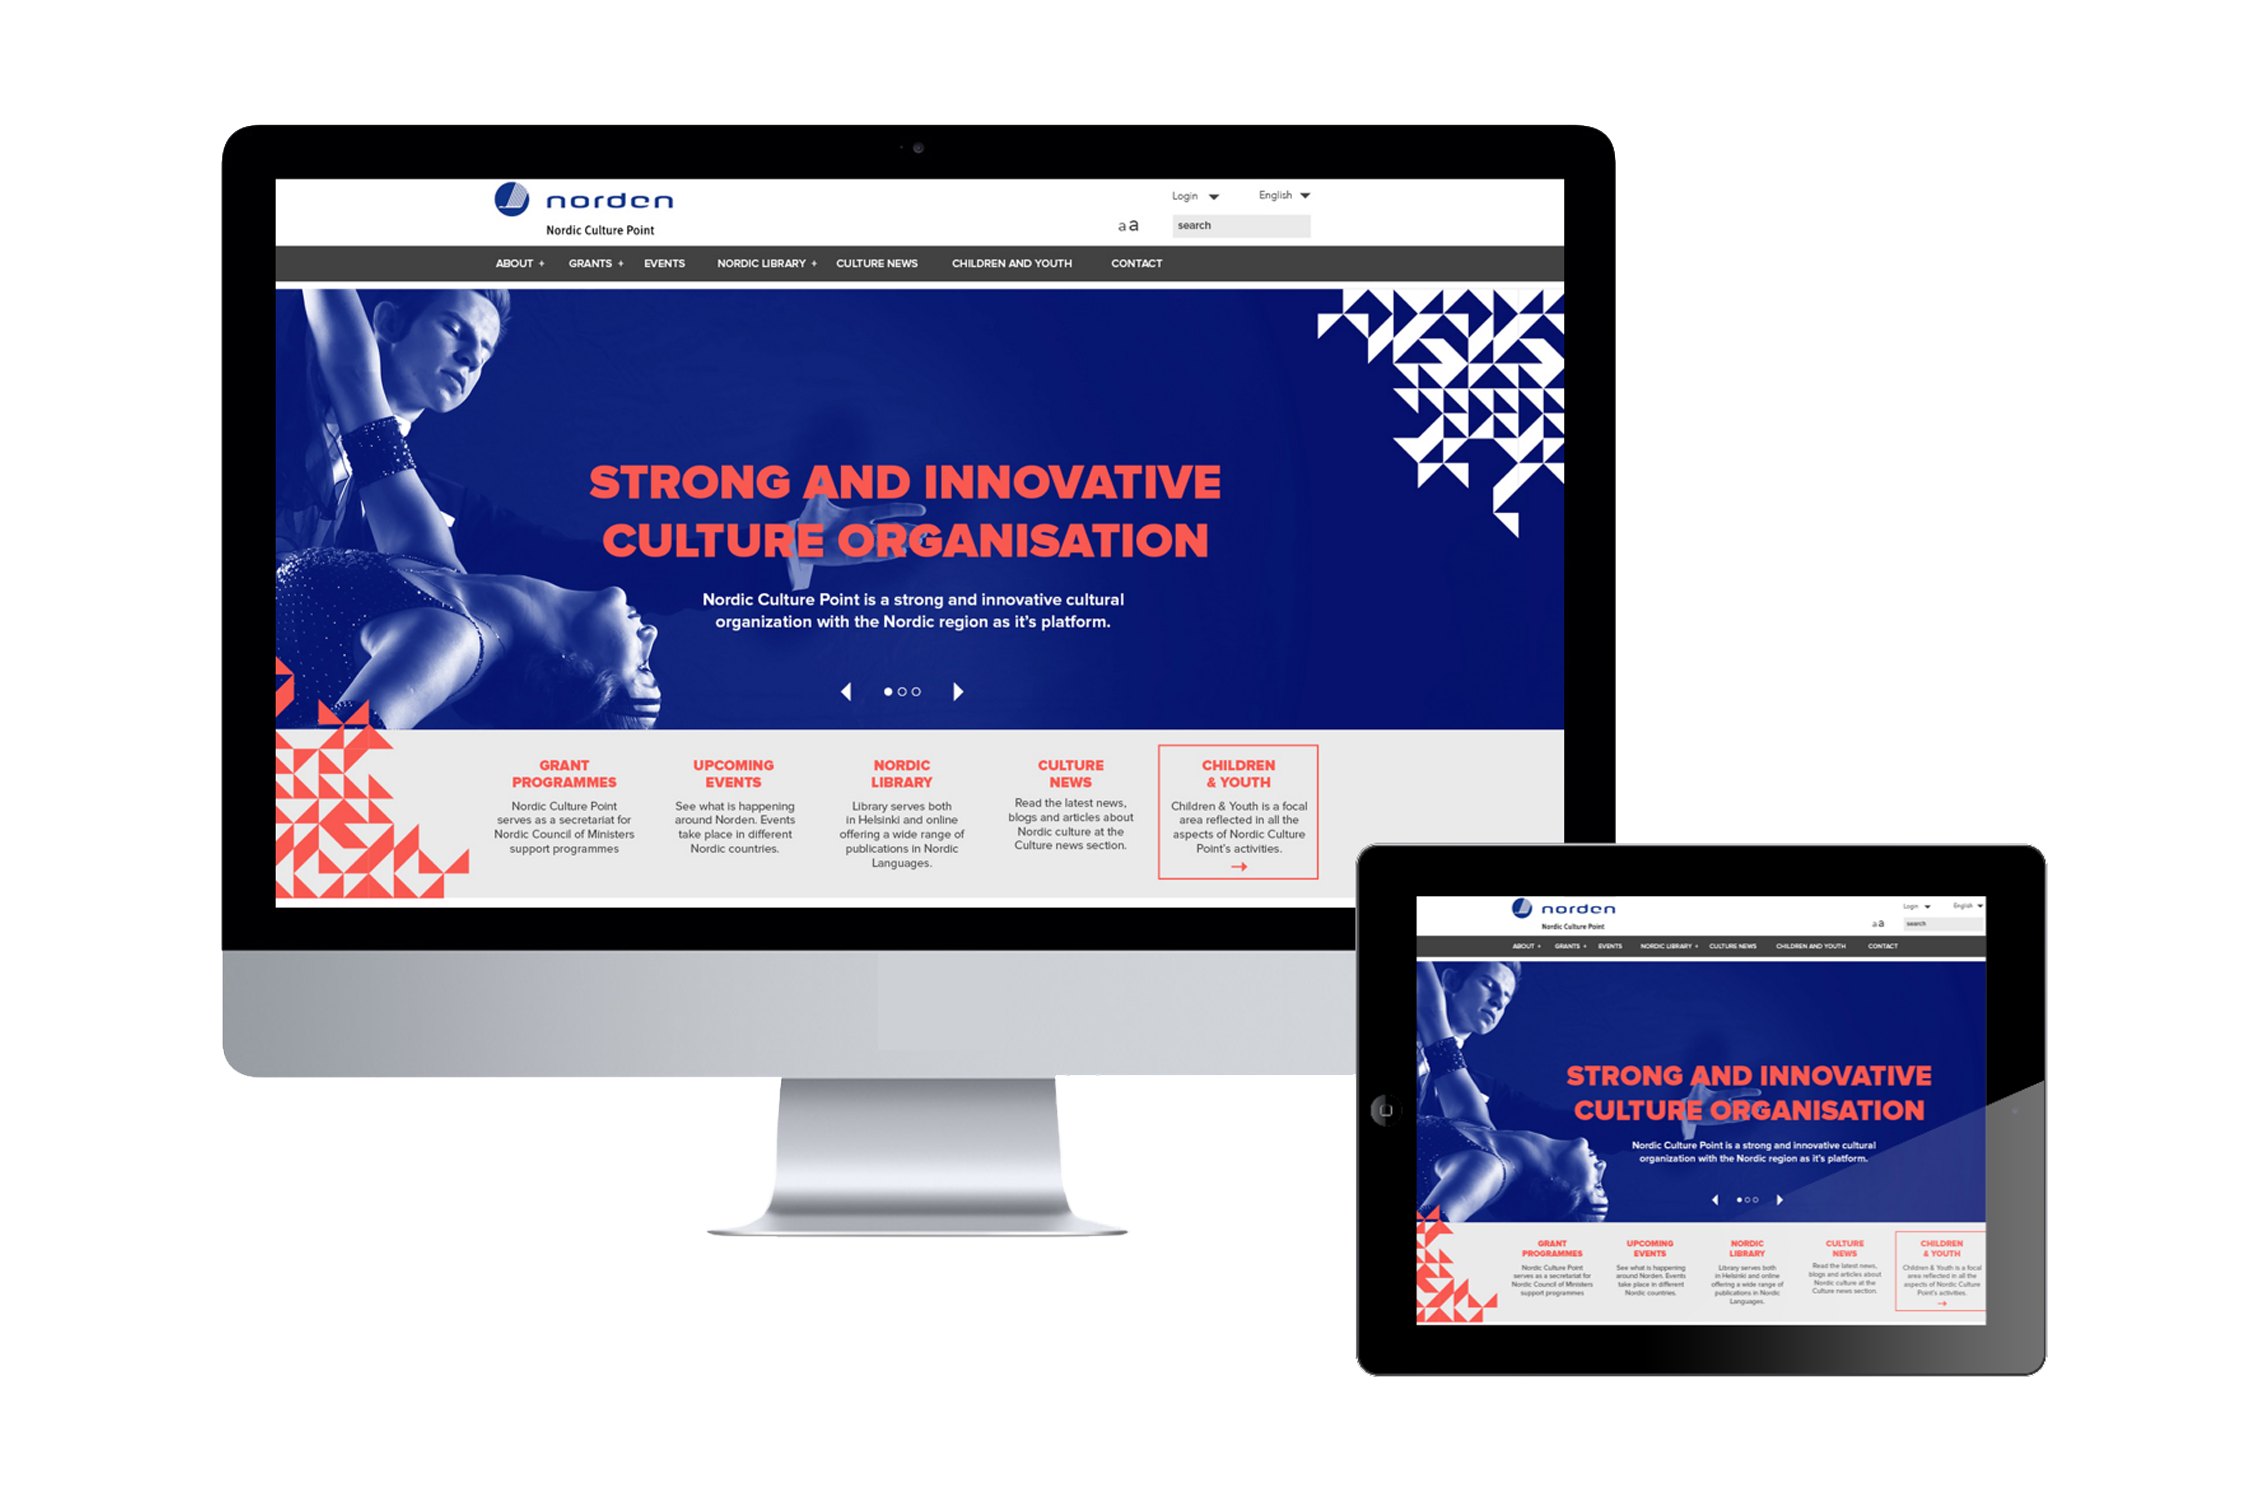 norden
Nordic Culture Point
Login
English
a a
search
ABOUT + GRANTS + EVENTS NORDIC LIBRARY + CULTURE NEWS CHILDREN AND YOUTH CONTACT
STRONG AND INNOVATIVE
CULTURE ORGANISATION
Nordic Culture Point is a strong and innovative cultural
organization with the Nordic region as it's platform.
GRANT
PROGRAMMES
Nordic Culture Point
serves as a secretariat for
Nordic Council of Ministers
support programmes
UPCOMING
EVENTS
See what is happening
around Norden. Events
take place in different
Nordic countries.
NORDIC
LIBRARY
Library serves both
in Helsinki and online
offering a wide range of
publications in Nordic
Languages.
CULTURE
NEWS
Read the latest news,
blogs and articles about
Nordic culture at the
Culture news section.
CHILDREN
& YOUTH
Children & Youth is a focal
area reflected in all the
aspects of Nordic Culture
Point's activities.
norden
Nordic Culture Point
Login
English
a a
search
ABOUT + GRANTS + EVENTS NORDIC LIBRARY + CULTURE NEWS CHILDREN AND YOUTH CONTACT
STRONG AND INNOVATIVE
CULTURE ORGANISATION
Nordic Culture Point is a strong and innovative cultural
organization with the Nordic region as it's platform.
GRANT
PROGRAMMES
Nordic Culture Point
serves as a secretariat for
Nordic Council of Ministers
support programmes
UPCOMING
EVENTS
See what is happening
around Norden. Events
take place in different
Nordic countries.
NORDIC
LIBRARY
Library serves both
in Helsinki and online
offering a wide range of
publications in Nordic
Languages.
CULTURE
NEWS
Read the latest news,
blogs and articles about
Nordic culture at the
Culture news section.
CHILDREN
& YOUTH
Children & Youth is a focal
area reflected in all the
aspects of Nordic Culture
Point's activities.